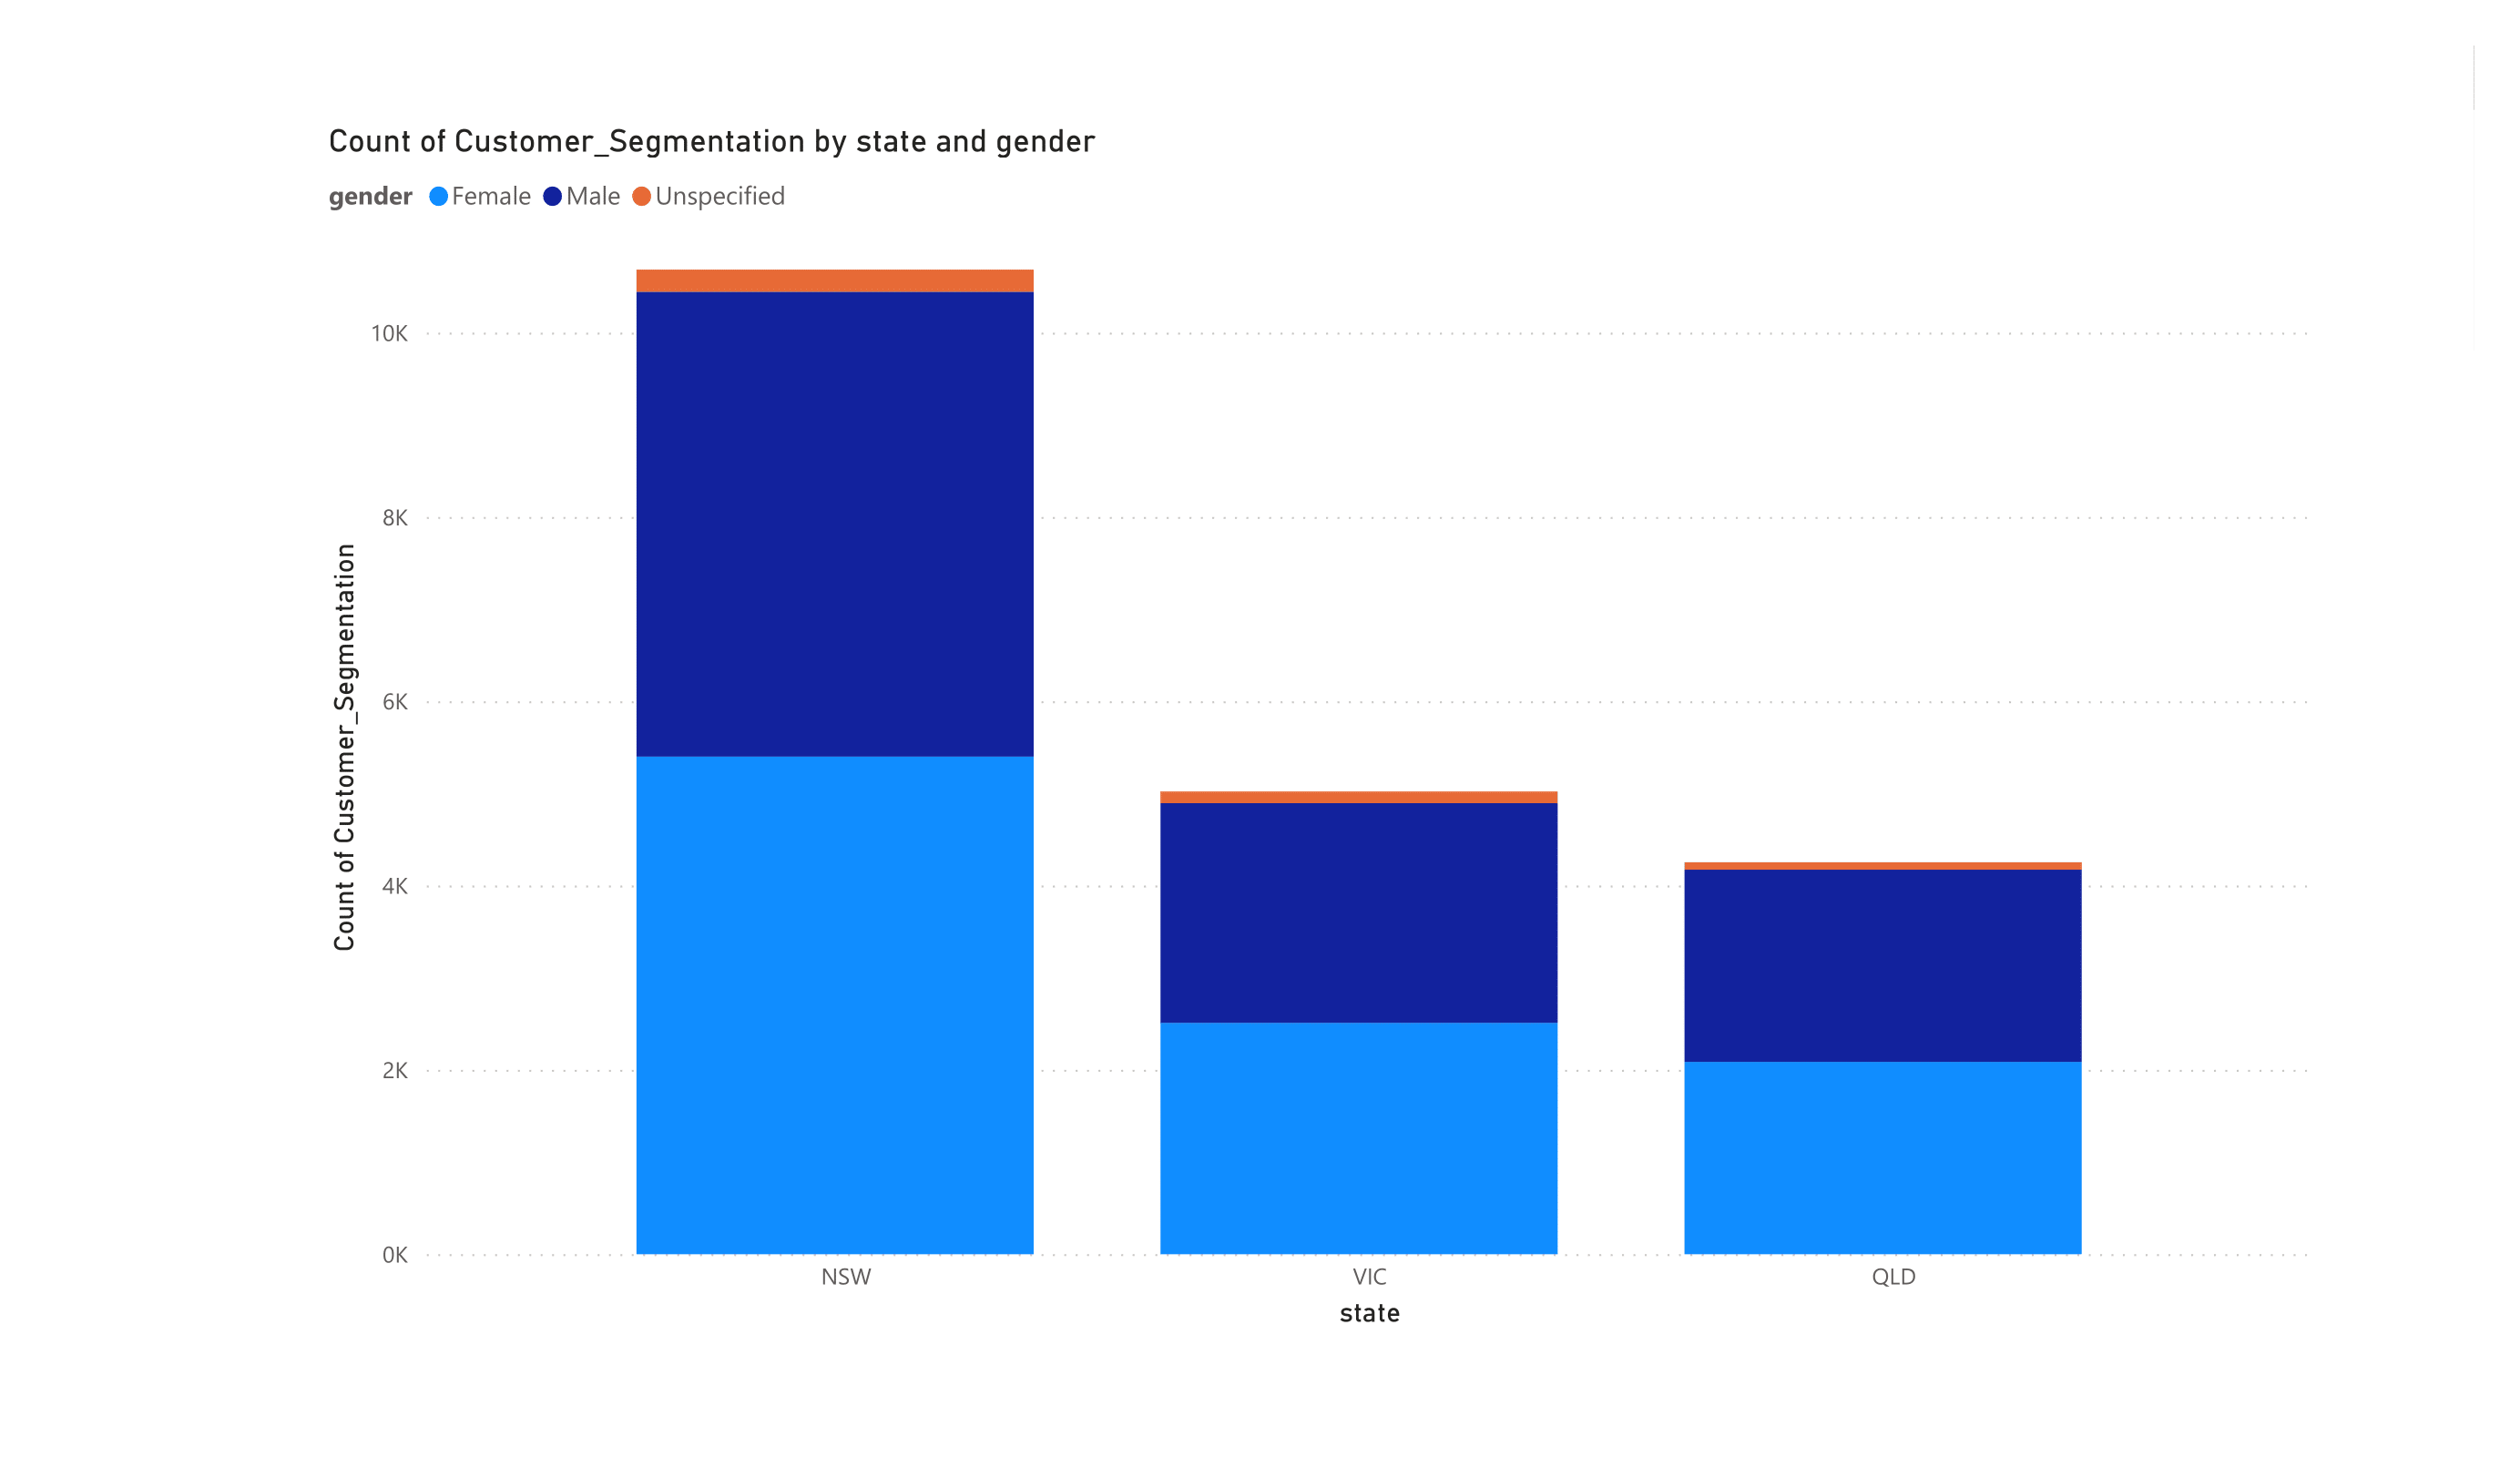 Count of Customer_Segmentation by state and gender
gender Female Male Unspecified
10K
8K
6K
4K
2K
0K
Count of Customer_Segmentation
NSW VIC QLD
state